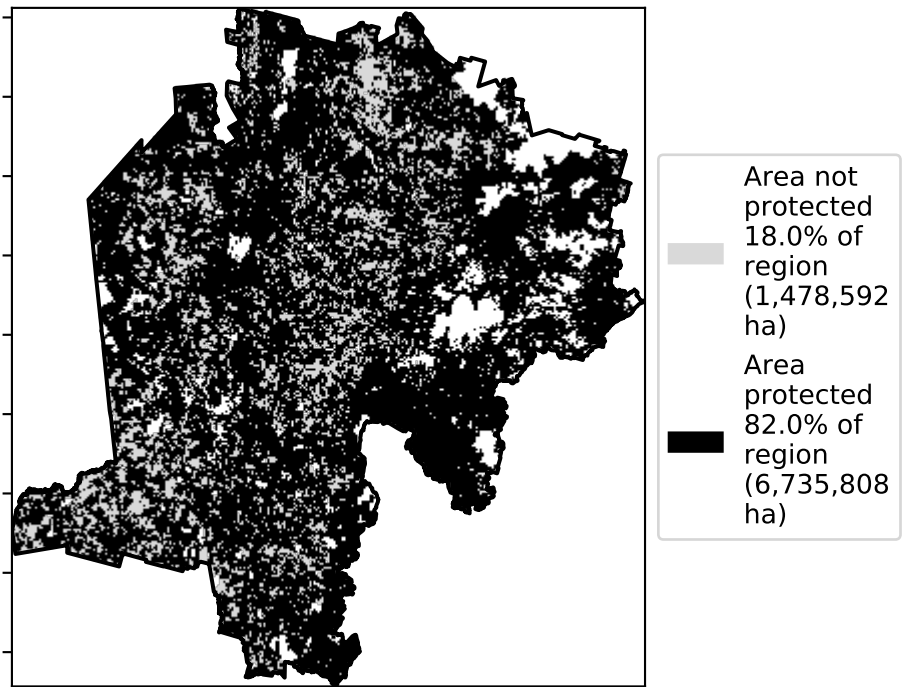 Area not
protected
18.0% of
region
(1,478,592
ha)
Area
protected
82.0% of
region
(6,735,808
ha)